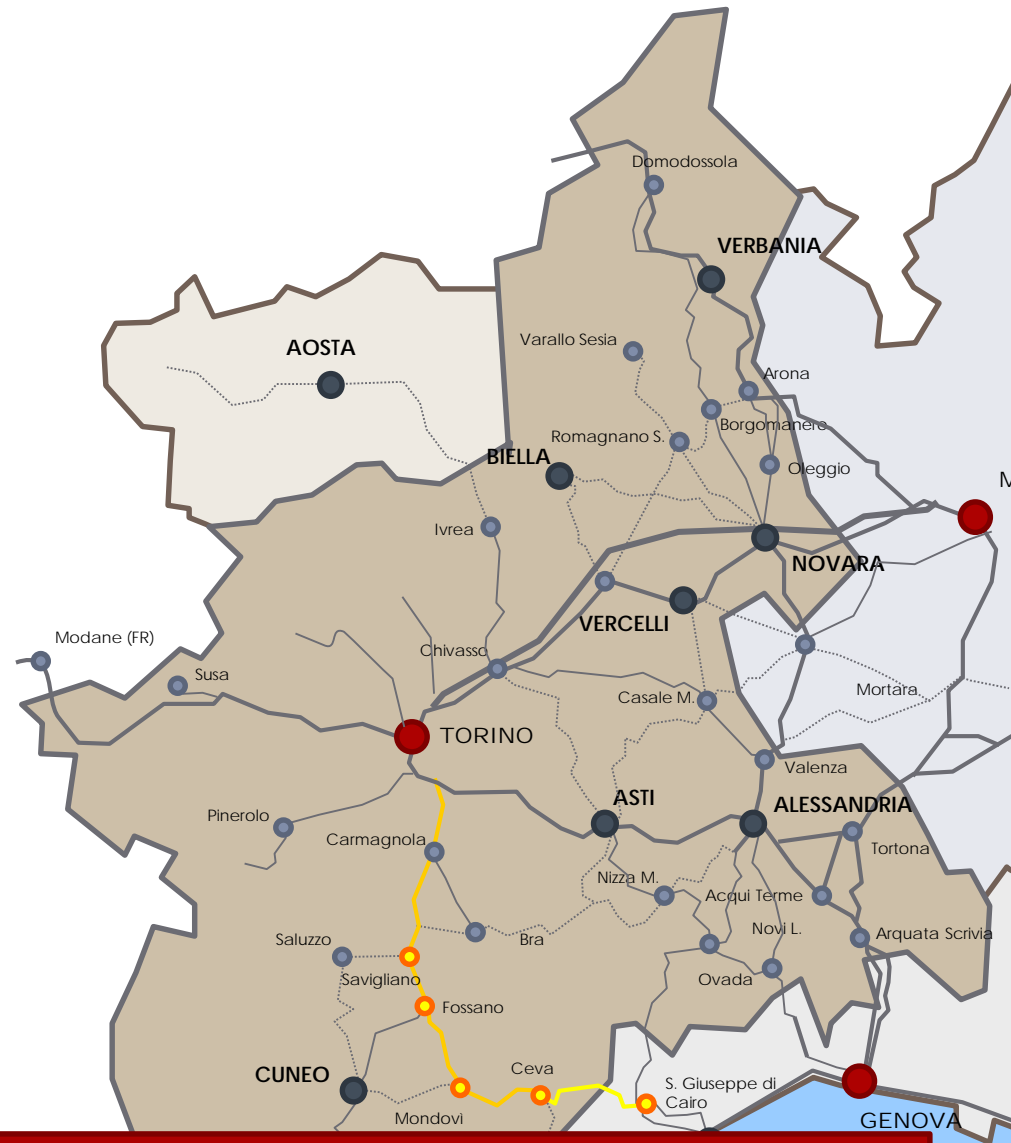 Domodossola
VERBANIA
Varallo Sesia
AOSTA
Arona
Borgomanero
Romagnano S.
BIELLA
Oleggio
M
Ivrea
NOVARA
VERCELLI
Modane (FR)
Chivasso
Susa
Casale M.
Mortara
TORINO
Valenza
ASTI
ALESSANDRIA
Pinerolo
Carmagnola
Tortona
Nizza M.
Acqui Terme
Novi L.
Saluzzo
Bra
Arquata Scrivia
Savigliano
Ovada
Fossano
CUNEO
Ceva
S. Giuseppe di
Cairo
Mondovì
GENOVA